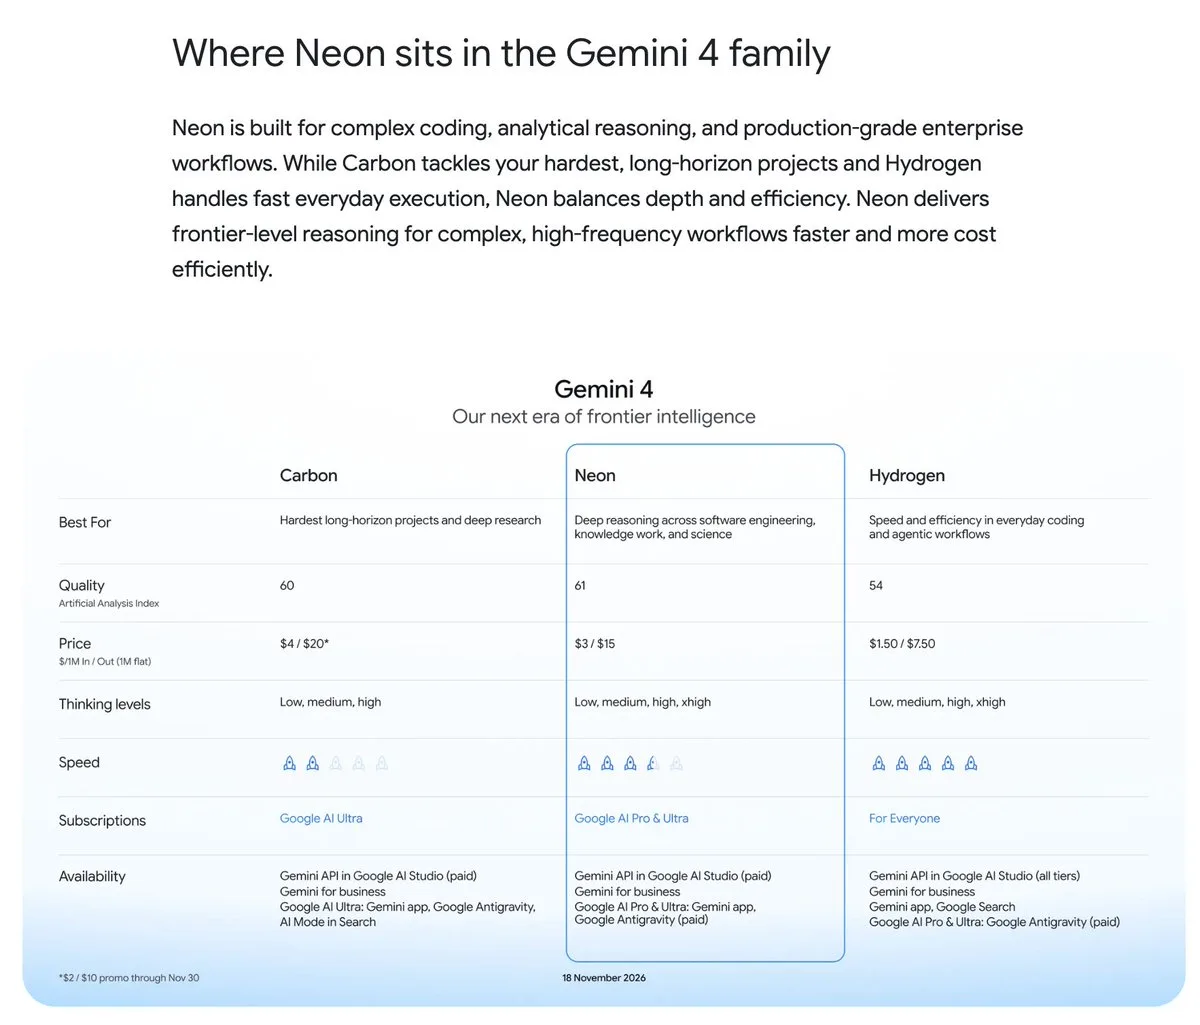 Where Neon sits in the Gemini 4 family
Neon is built for complex coding, analytical reasoning, and production-grade enterprise
workflows. While Carbon tackles your hardest, long-horizon projects and Hydrogen
handles fast everyday execution, Neon balances depth and efficiency. Neon delivers
frontier-level reasoning for complex, high-frequency workflows faster and more cost
efficiently.
Gemini 4
Our next era of frontier intelligence
Carbon
Neon
Hydrogen
Best For
Hardest long-horizon projects and deep research
Deep reasoning across software engineering,
knowledge work, and science
Speed and efficiency in everyday coding
and agentic workflows
Quality
Artificial Analysis Index
60
61
54
Price
$/1M In / Out (1M flat)
$4 / $20*
$3 / $15
$1.50 / $7.50
Thinking levels
Low, medium, high
Low, medium, high, xhigh
Low, medium, high, xhigh
Speed
Subscriptions
Google AI Ultra
Google AI Pro & Ultra
For Everyone
Availability
Gemini API in Google AI Studio (paid)
Gemini for business
Google AI Ultra: Gemini app, Google Antigravity,
AI Mode in Search
Gemini API in Google AI Studio (paid)
Gemini for business
Google AI Pro & Ultra: Gemini app,
Google Antigravity (paid)
Gemini API in Google AI Studio (all tiers)
Gemini for business
Gemini app, Google Search
Google AI Pro & Ultra: Google Antigravity (paid)
*$2 / $10 promo through Nov 30
18 November 2026